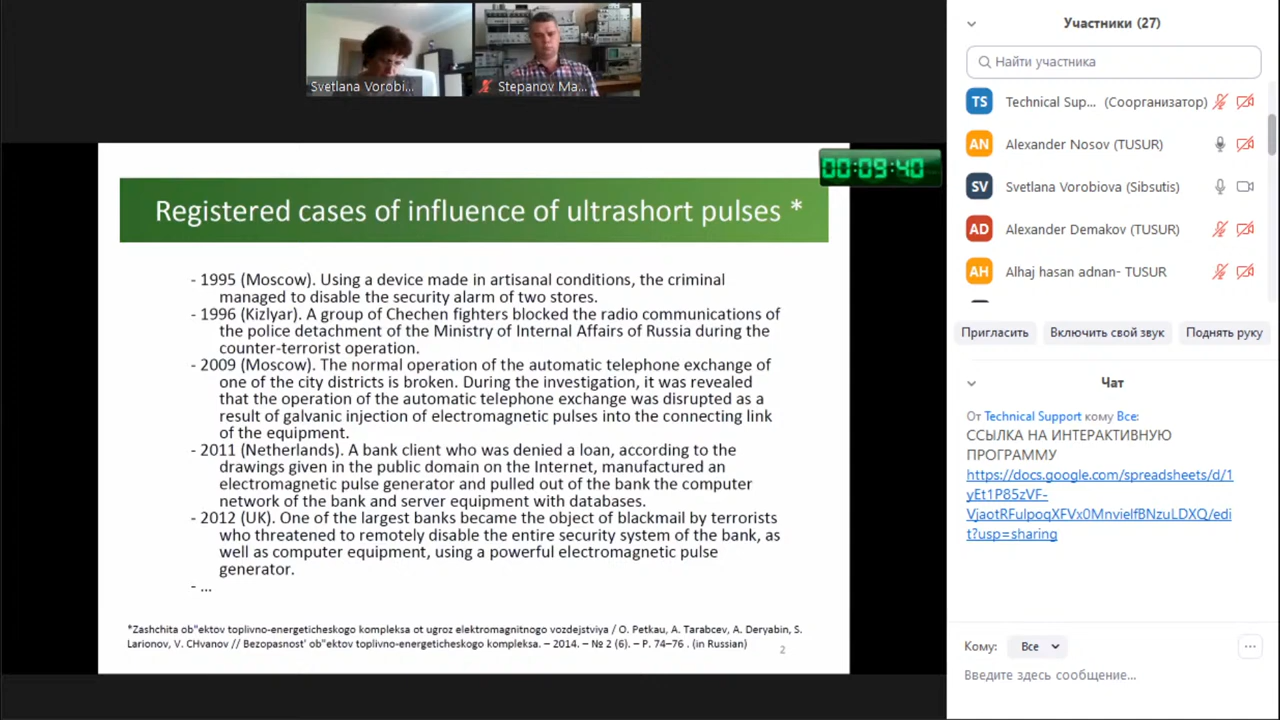 Svetlana Vorobi...
Stepanov Ma...
00:09:40
Registered cases of influence of ultrashort pulses *
- 1995 (Moscow). Using a device made in artisanal conditions, the criminal
managed to disable the security alarm of two stores.
- 1996 (Kizlyar). A group of Chechen fighters blocked the radio communications of
the police detachment of the Ministry of Internal Affairs of Russia during the
counter-terrorist operation.
- 2009 (Moscow). The normal operation of the automatic telephone exchange of
one of the city districts is broken. During the investigation, it was revealed
that the operation of the automatic telephone exchange was disrupted as a
result of galvanic injection of electromagnetic pulses into the connecting link
of the equipment.
- 2011 (Netherlands). A bank client who was denied a loan, according to the
drawings given in the public domain on the Internet, manufactured an
electromagnetic pulse generator and pulled out of the bank the computer
network of the bank and server equipment with databases.
- 2012 (UK). One of the largest banks became the object of blackmail by terrorists
who threatened to remotely disable the entire security system of the bank, as
well as computer equipment, using a powerful electromagnetic pulse
generator.
- ...
*Zashchita ob"ektov toplivno-energeticheskogo kompleksa ot ugroz elektromagnitnogo vozdejstviya / O. Petkau, A. Tarabcev, A. Deryabin, S.
Larionov, V. CHvanov // Bezopasnost' ob"ektov toplivno-energeticheskogo kompleksa. – 2014. – № 2 (6). – P. 74–76 . (in Russian)
2
Участники (27)
Найти участника
TS Technical Sup... (Соорганизатор)
AN Alexander Nosov (TUSUR)
SV Svetlana Vorobiova (Sibsutis)
AD Alexander Demakov (TUSUR)
AH Alhaj hasan adnan- TUSUR
Пригласить Включить свой звук Поднять руку
Чат
От Technical Support кому Все:
ССЫЛКА НА ИНТЕРАКТИВНУЮ
ПРОГРАММУ
https://docs.google.com/spreadsheets/d/1
yEt1P85zVF-
VjaotRFulpoqXFVx0MnvielfBNzuLDXQ/edi
t?usp=sharing
Кому: Все
Введите здесь сообщение...